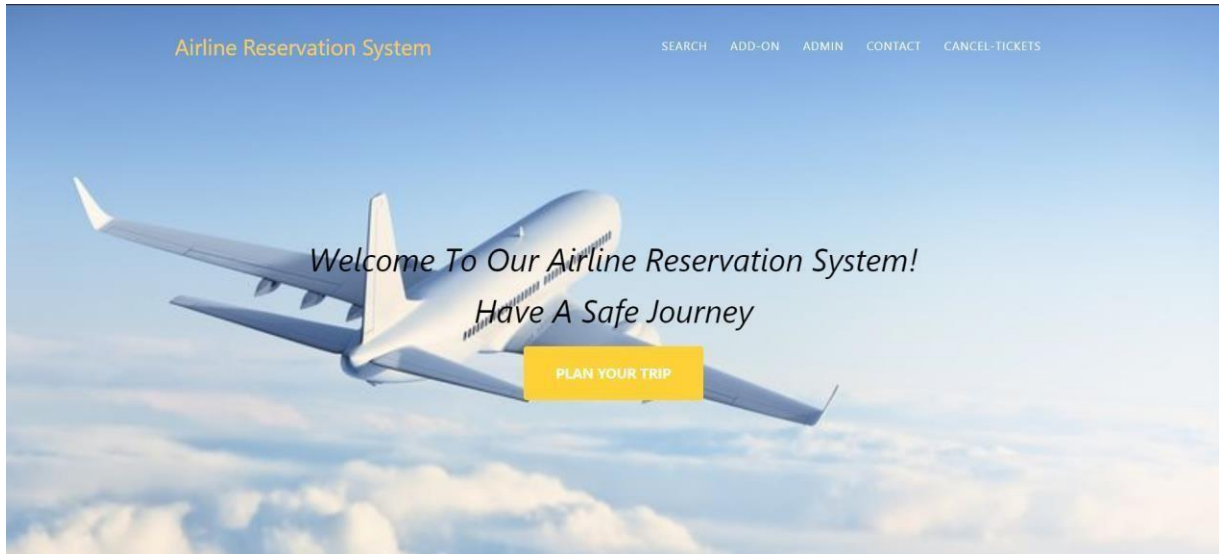 Airline Reservation System
SEARCH ADD-ON ADMIN CONTACT CANCEL-TICKETS
Welcome To Our Airline Reservation System!
Have A Safe Journey
PLAN YOUR TRIP